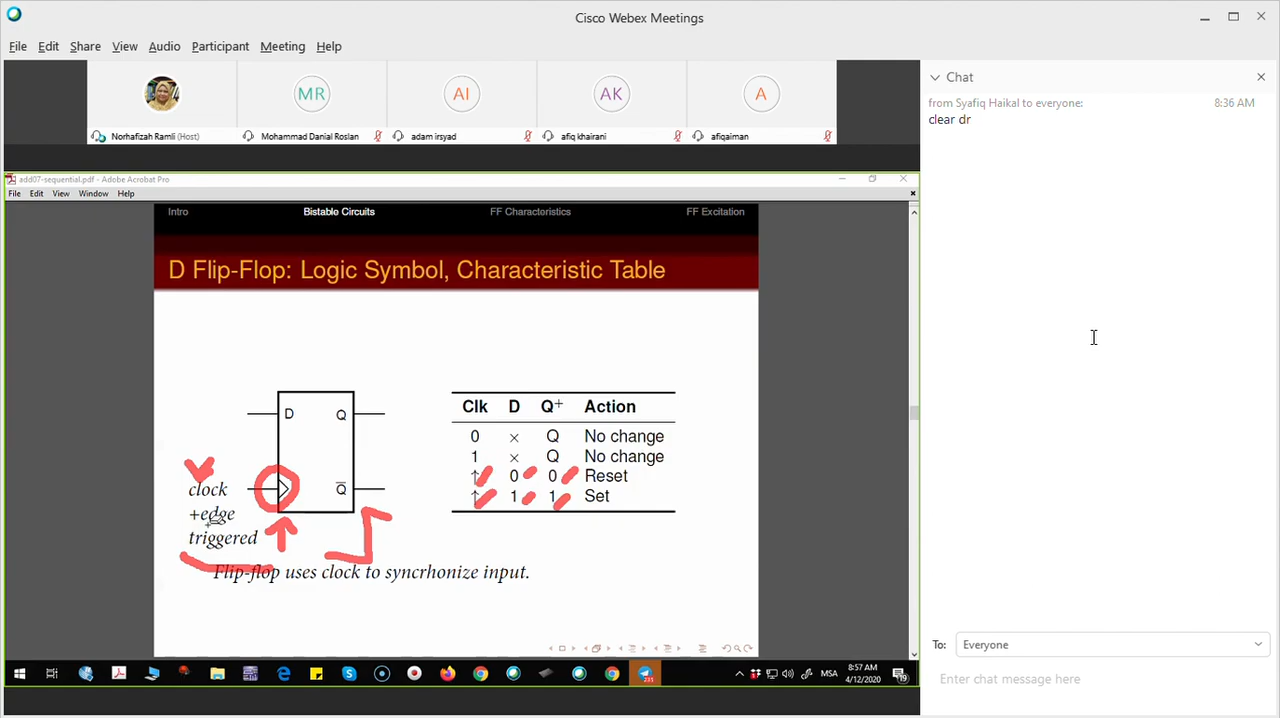 Cisco Webex Meetings
File Edit Share View Audio Participant Meeting Help
MR AI AK A
Norhafizah Ramli (Host) Mohammad Danial Roslan adam irsyad afiq khairani afiqaiman
Chat
from Syafiq Haikal to everyone: 8:36 AM
clear dr
add07-sequential.pdf - Adobe Acrobat Pro
File Edit View Window Help
Intro Bistable Circuits FF Characteristics FF Excitation
D Flip-Flop: Logic Symbol, Characteristic Table
D Q
Q̅
clock
+edge
triggered
Clk D Q+ Action
0 × Q No change
1 × Q No change
↑ 0 0 Reset
↑ 1 1 Set
Flip-flop uses clock to syncrhonize input.
To: Everyone
Enter chat message here
231
MSA
8:57 AM
4/12/2020
19